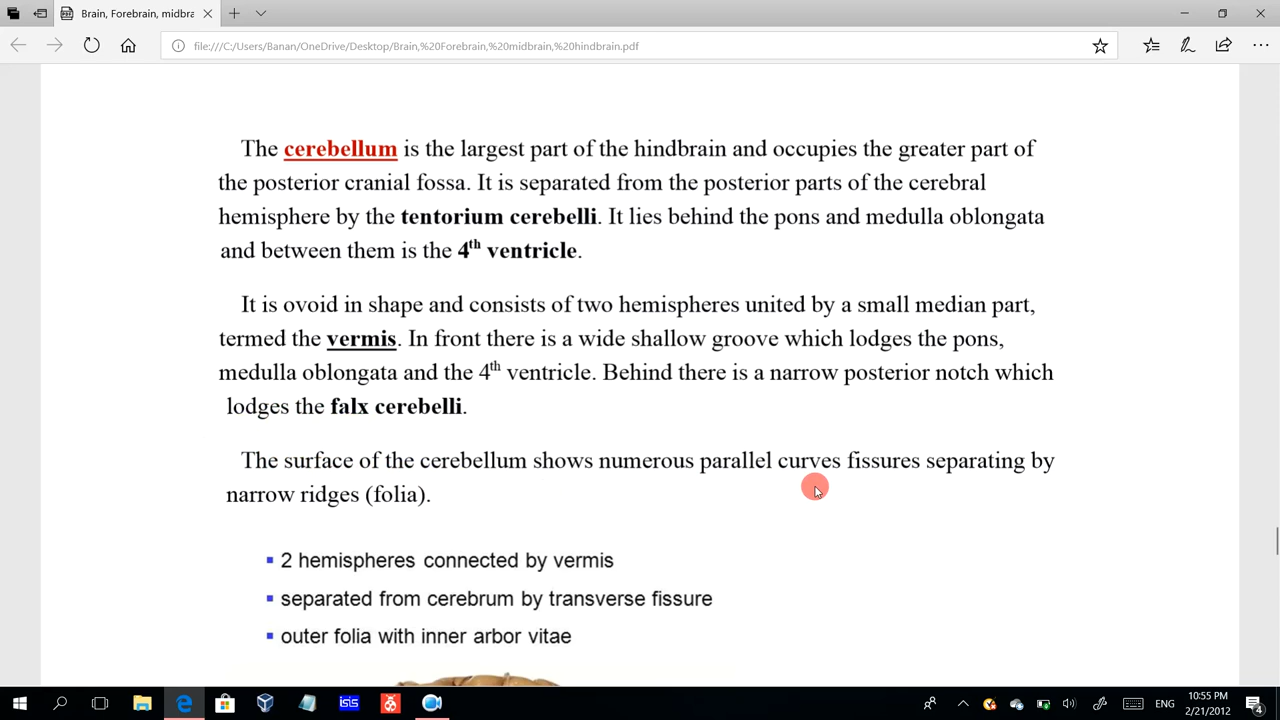 Brain, Forebrain, midbra
file:///C:/Users/Banan/OneDrive/Desktop/Brain,%20Forebrain,%20midbrain,%20hindbrain.pdf
The cerebellum is the largest part of the hindbrain and occupies the greater part of
the posterior cranial fossa. It is separated from the posterior parts of the cerebral
hemisphere by the tentorium cerebelli. It lies behind the pons and medulla oblongata
and between them is the 4th ventricle.
It is ovoid in shape and consists of two hemispheres united by a small median part,
termed the vermis. In front there is a wide shallow groove which lodges the pons,
medulla oblongata and the 4th ventricle. Behind there is a narrow posterior notch which
lodges the falx cerebelli.
The surface of the cerebellum shows numerous parallel curves fissures separating by
narrow ridges (folia).
▪ 2 hemispheres connected by vermis
▪ separated from cerebrum by transverse fissure
▪ outer folia with inner arbor vitae
ISIS
ENG
10:55 PM
2/21/2012
4